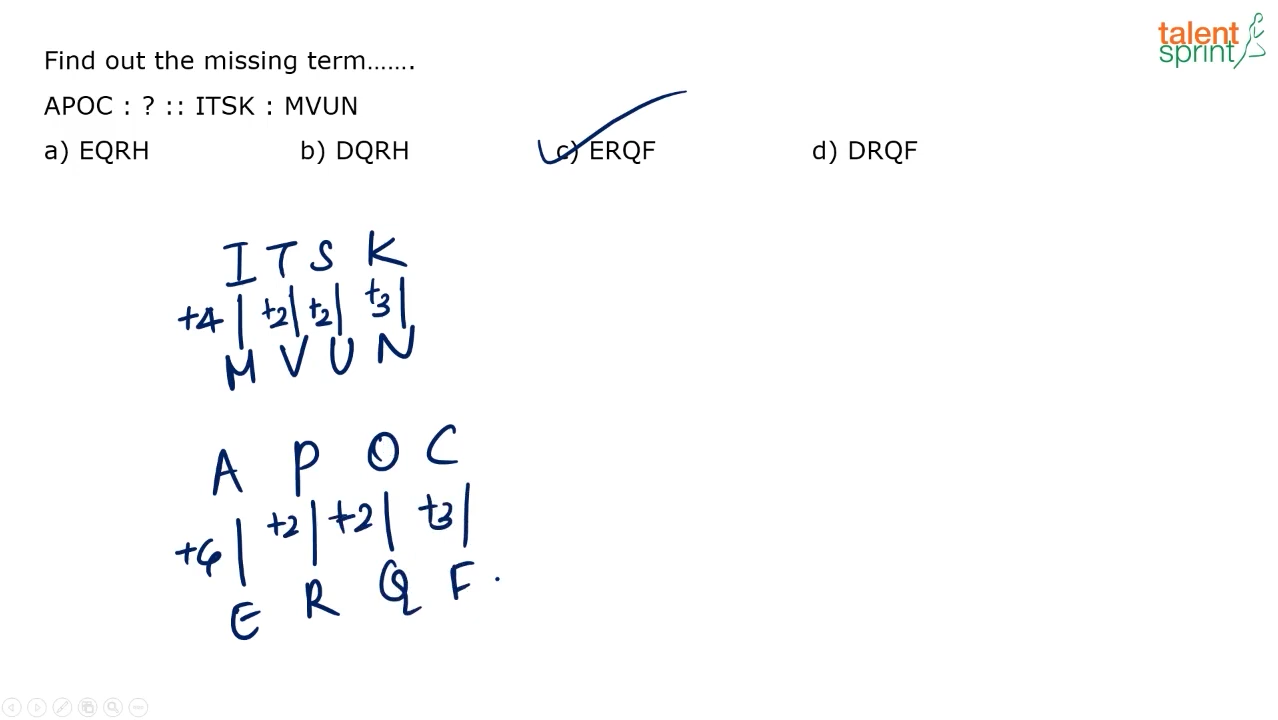 talent
sprint
Find out the missing term…….
APOC : ? :: ITSK : MVUN
a) EQRH b) DQRH c) ERQF d) DRQF
I T S K
+4 +2 +2 +3
M V U N
A P O C
+4 +2 +2 +3
E R Q F .